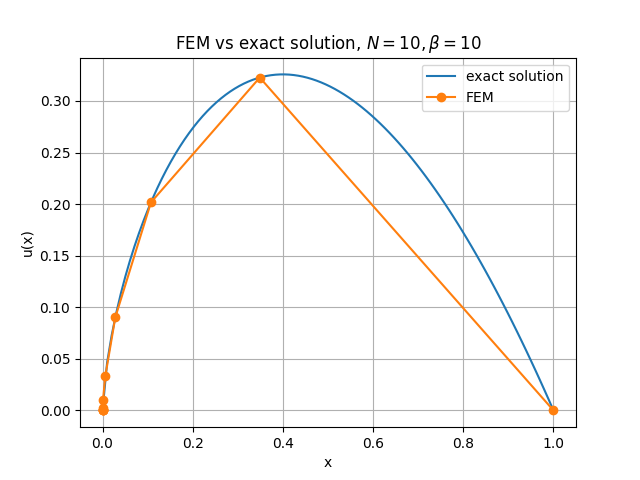 FEM vs exact solution, N = 10, β = 10
exact solution
FEM
u(x)
0.30
0.25
0.20
0.15
0.10
0.05
0.00
0.0 0.2 0.4 0.6 0.8 1.0
x